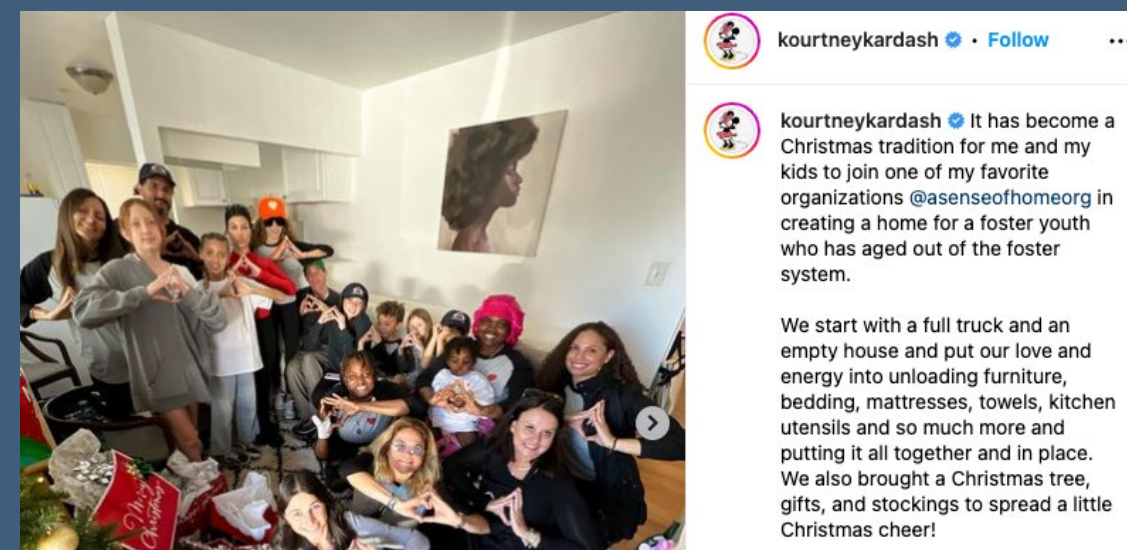 kourtneykardash • Follow
kourtneykardash It has become a
Christmas tradition for me and my
kids to join one of my favorite
organizations @asenseofhomeorg in
creating a home for a foster youth
who has aged out of the foster
system.
We start with a full truck and an
empty house and put our love and
energy into unloading furniture,
bedding, mattresses, towels, kitchen
utensils and so much more and
putting it all together and in place.
We also brought a Christmas tree,
gifts, and stockings to spread a little
Christmas cheer!
Merry
Christmas